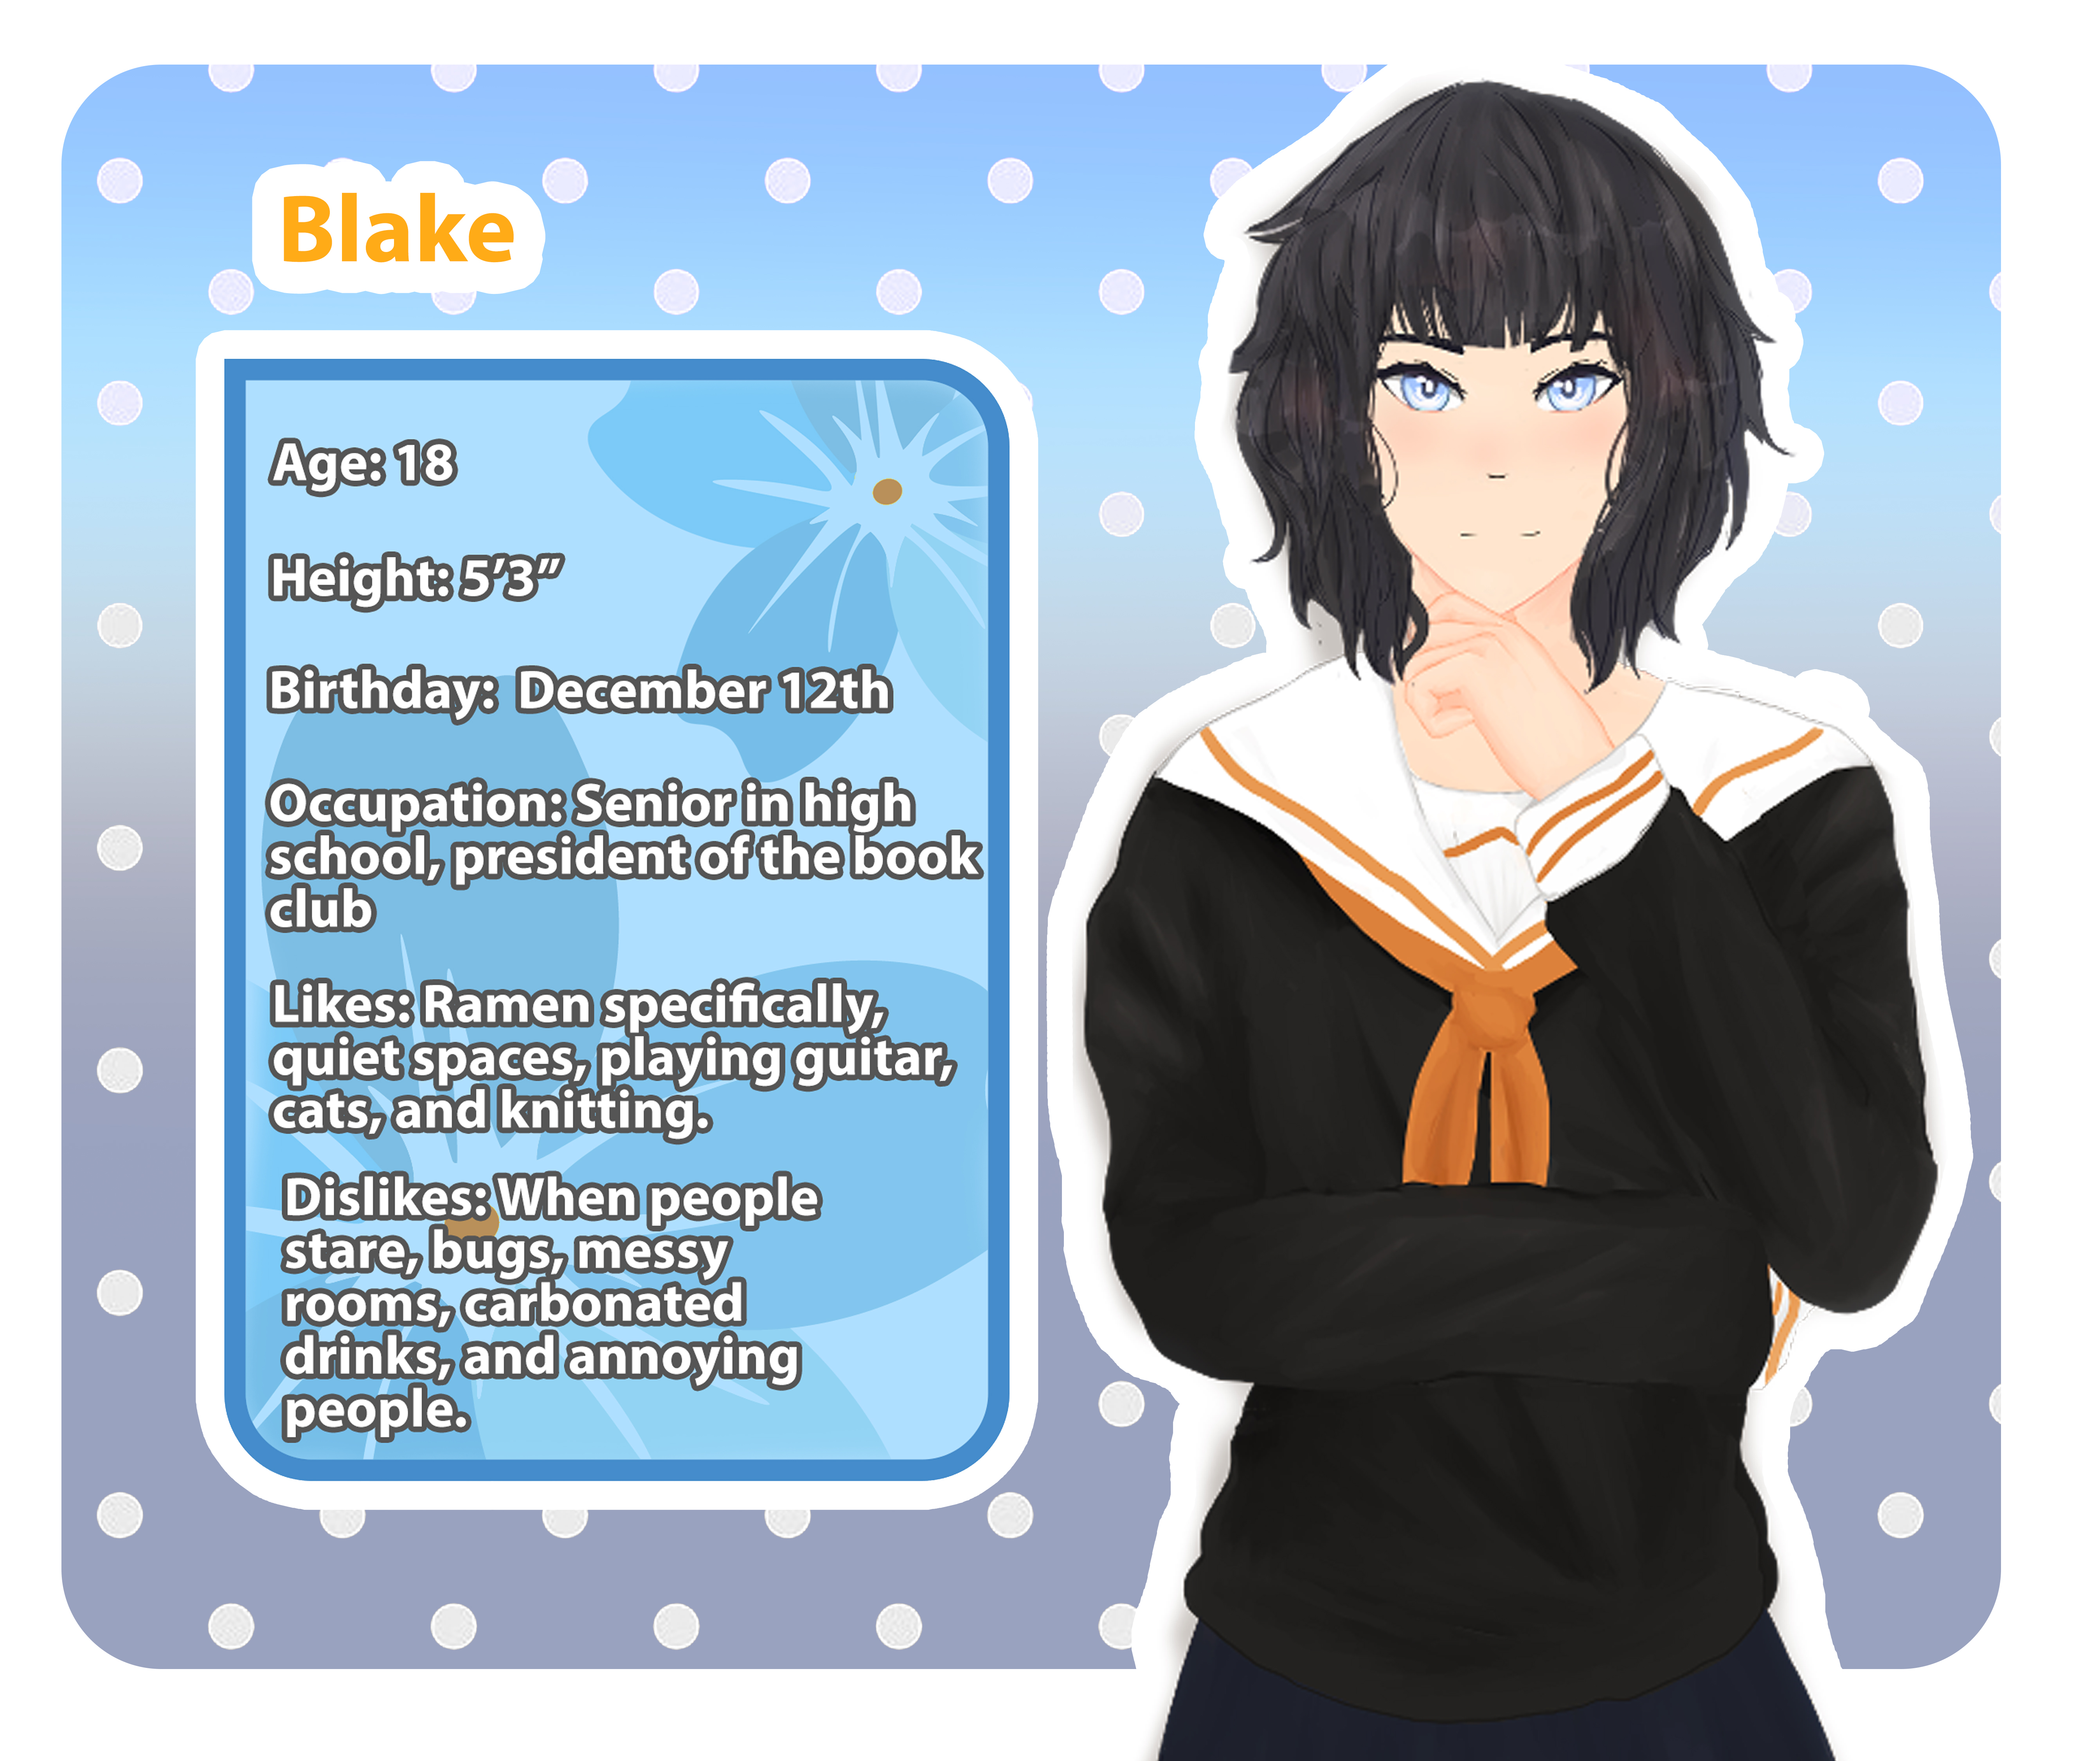 Blake
Age: 18
Height: 5’3”
Birthday: December 12th
Occupation: Senior in high
school, president of the book
club
Likes: Ramen specifically,
quiet spaces, playing guitar,
cats, and knitting.
Dislikes: When people
stare, bugs, messy
rooms, carbonated
drinks, and annoying
people.